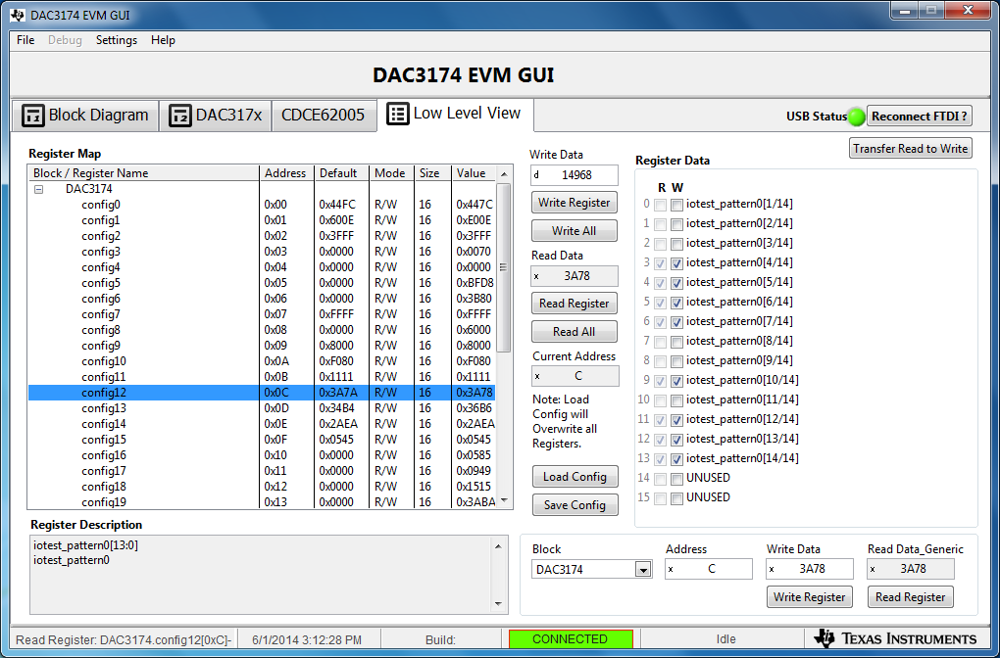 DAC3174 EVM GUI
File Debug Settings Help
DAC3174 EVM GUI
Block Diagram DAC317x CDCE62005 Low Level View
USB Status Reconnect FTDI ?
Transfer Read to Write
Register Map
Block / Register Name Address Default Mode Size Value
DAC3174
config0 0x00 0x44FC R/W 16 0x447C
config1 0x01 0x600E R/W 16 0xE00E
config2 0x02 0x3FFF R/W 16 0x3FFF
config3 0x03 0x0000 R/W 16 0x0070
config4 0x04 0x0000 R/W 16 0x0000
config5 0x05 0x0000 R/W 16 0xBFD8
config6 0x06 0x0000 R/W 16 0x3B80
config7 0x07 0xFFFF R/W 16 0xFFFF
config8 0x08 0x0000 R/W 16 0x6000
config9 0x09 0x8000 R/W 16 0x8000
config10 0x0A 0xF080 R/W 16 0xF080
config11 0x0B 0x1111 R/W 16 0x1111
config12 0x0C 0x3A7A R/W 16 0x3A78
config13 0x0D 0x34B4 R/W 16 0x36B6
config14 0x0E 0x2AEA R/W 16 0x2AEA
config15 0x0F 0x0545 R/W 16 0x0545
config16 0x10 0x0000 R/W 16 0x0585
config17 0x11 0x0000 R/W 16 0x0949
config18 0x12 0x0000 R/W 16 0x1515
config19 0x13 0x0000 R/W 16 0x3ABA
Register Description
iotest_pattern0[13:0]
iotest_pattern0
Write Data
d 14968
Write Register
Write All
Read Data
x 3A78
Read Register
Read All
Current Address
x C
Note: Load
Config will
Overwrite all
Registers.
Load Config
Save Config
Register Data
R W
0 iotest_pattern0[1/14]
1 iotest_pattern0[2/14]
2 iotest_pattern0[3/14]
3 iotest_pattern0[4/14]
4 iotest_pattern0[5/14]
5 iotest_pattern0[6/14]
6 iotest_pattern0[7/14]
7 iotest_pattern0[8/14]
8 iotest_pattern0[9/14]
9 iotest_pattern0[10/14]
10 iotest_pattern0[11/14]
11 iotest_pattern0[12/14]
12 iotest_pattern0[13/14]
13 iotest_pattern0[14/14]
14 UNUSED
15 UNUSED
Block Address Write Data Read Data_Generic
DAC3174 x C x 3A78 x 3A78
Write Register Read Register
Read Register: DAC3174.config12[0xC]- 6/1/2014 3:12:28 PM Build: CONNECTED Idle TEXAS INSTRUMENTS